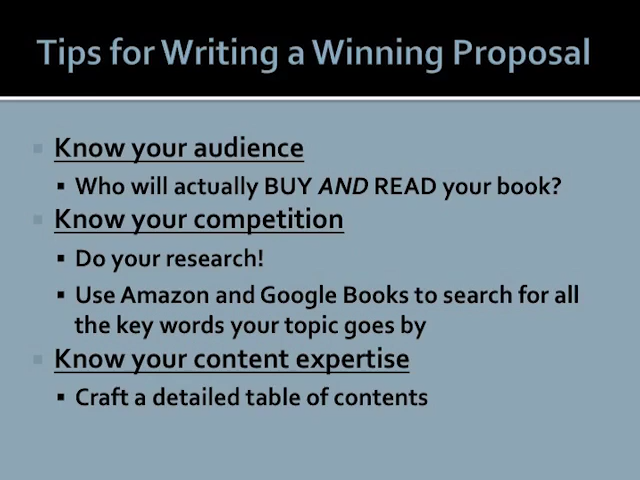 Tips for Writing a Winning Proposal
Know your audience
Who will actually BUY AND READ your book?
Know your competition
Do your research!
Use Amazon and Google Books to search for all
the key words your topic goes by
Know your content expertise
Craft a detailed table of contents